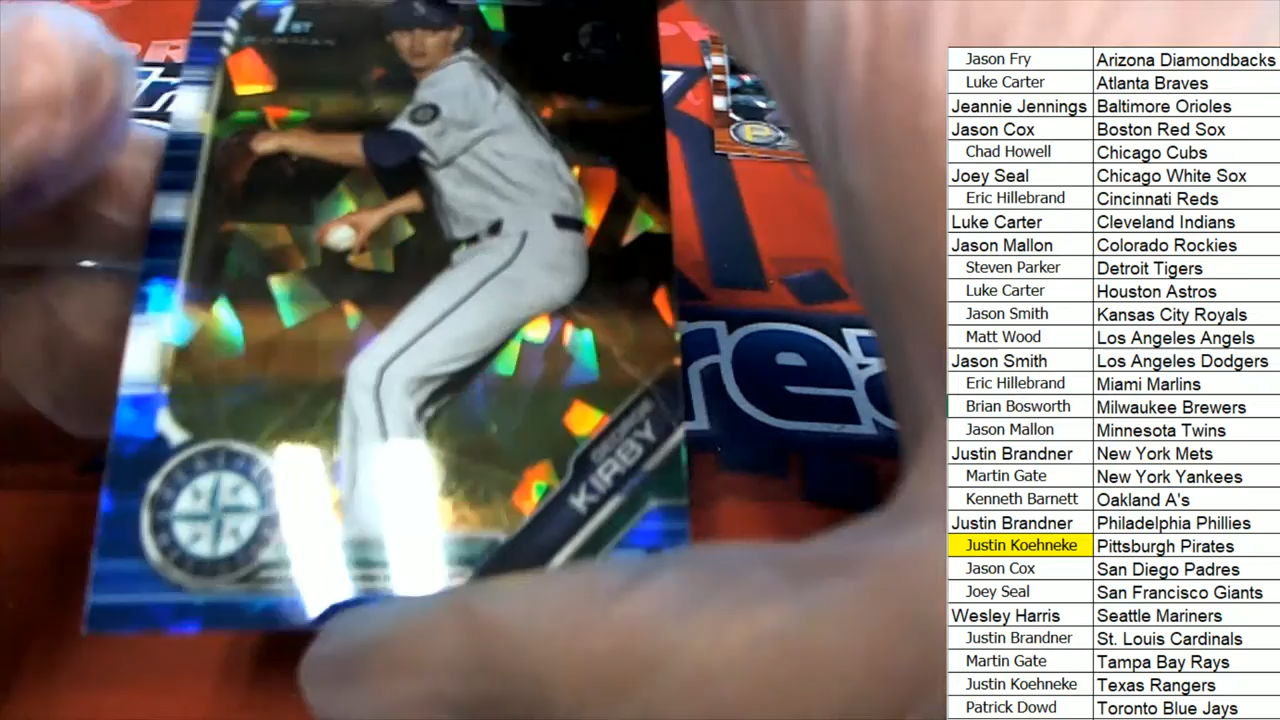 1ST
BOWMAN
GEORGE
KIRBY
rea
P
Jason Fry Arizona Diamondbacks
Luke Carter Atlanta Braves
Jeannie Jennings Baltimore Orioles
Jason Cox Boston Red Sox
Chad Howell Chicago Cubs
Joey Seal Chicago White Sox
Eric Hillebrand Cincinnati Reds
Luke Carter Cleveland Indians
Jason Mallon Colorado Rockies
Steven Parker Detroit Tigers
Luke Carter Houston Astros
Jason Smith Kansas City Royals
Matt Wood Los Angeles Angels
Jason Smith Los Angeles Dodgers
Eric Hillebrand Miami Marlins
Brian Bosworth Milwaukee Brewers
Jason Mallon Minnesota Twins
Justin Brandner New York Mets
Martin Gate New York Yankees
Kenneth Barnett Oakland A's
Justin Brandner Philadelphia Phillies
Justin Koehneke Pittsburgh Pirates
Jason Cox San Diego Padres
Joey Seal San Francisco Giants
Wesley Harris Seattle Mariners
Justin Brandner St. Louis Cardinals
Martin Gate Tampa Bay Rays
Justin Koehneke Texas Rangers
Patrick Dowd Toronto Blue Jays